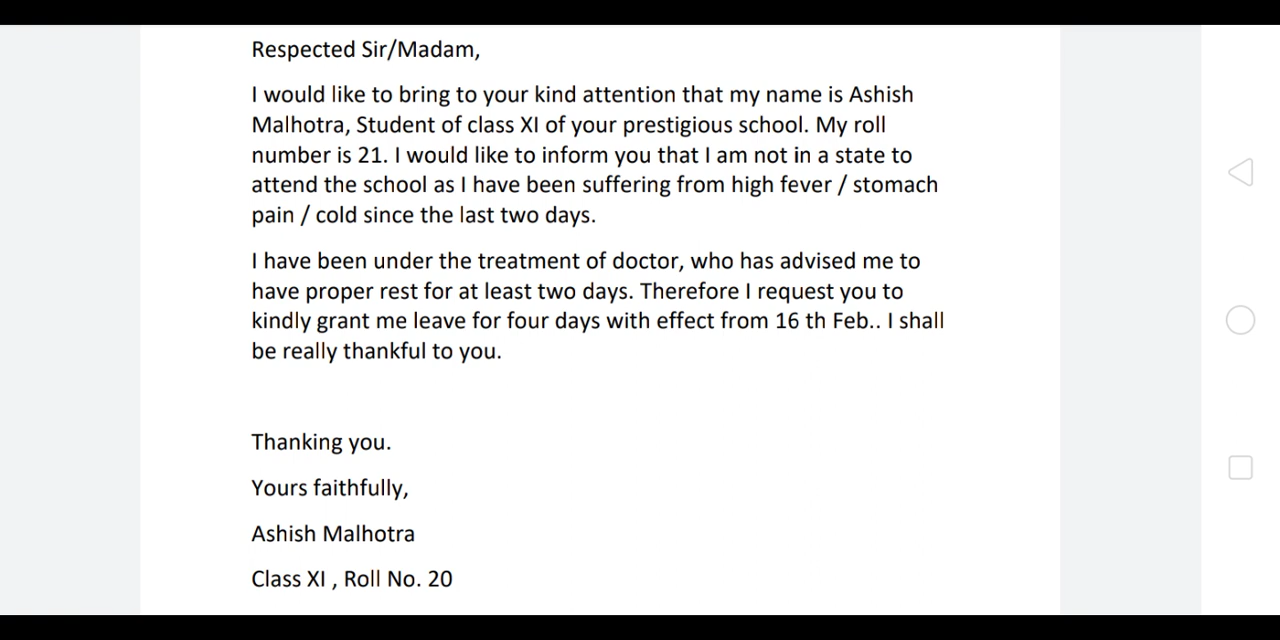 Respected Sir/Madam,
I would like to bring to your kind attention that my name is Ashish
Malhotra, Student of class XI of your prestigious school. My roll
number is 21. I would like to inform you that I am not in a state to
attend the school as I have been suffering from high fever / stomach
pain / cold since the last two days.
I have been under the treatment of doctor, who has advised me to
have proper rest for at least two days. Therefore I request you to
kindly grant me leave for four days with effect from 16 th Feb.. I shall
be really thankful to you.
Thanking you.
Yours faithfully,
Ashish Malhotra
Class XI , Roll No. 20